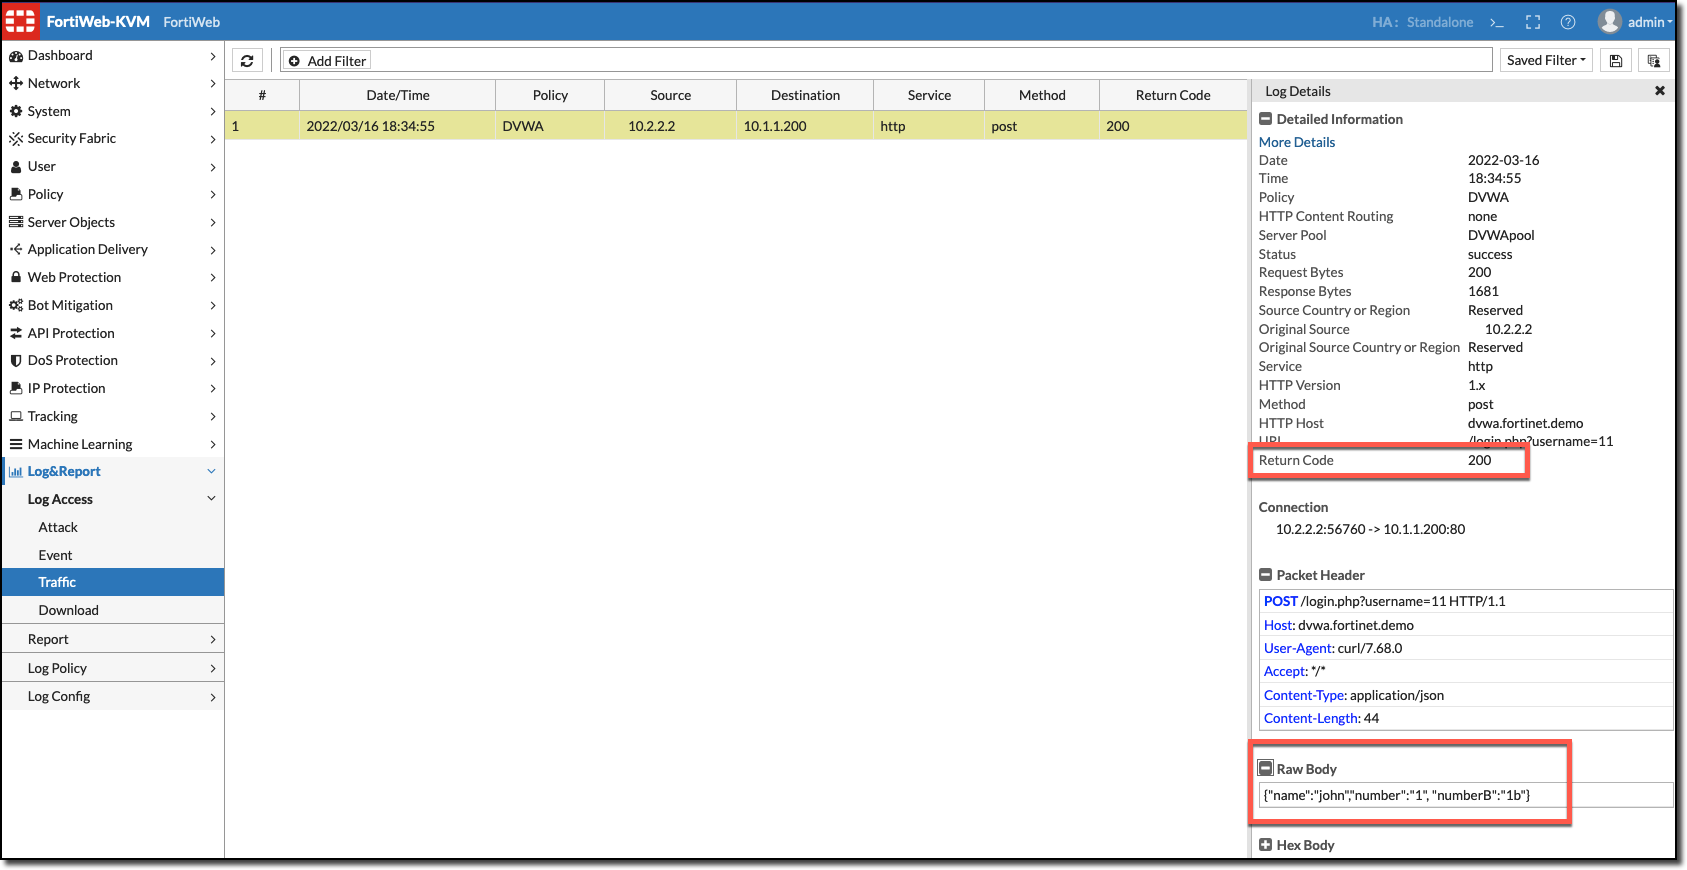 FortiWeb-KVM FortiWeb HA: Standalone >_ admin
Dashboard
Network
System
Security Fabric
User
Policy
Server Objects
Application Delivery
Web Protection
Bot Mitigation
API Protection
DoS Protection
IP Protection
Tracking
Machine Learning
Log&Report
Log Access
Attack
Event
Traffic
Download
Report
Log Policy
Log Config
Add Filter Saved Filter
# Date/Time Policy Source Destination Service Method Return Code
1 2022/03/16 18:34:55 DVWA 10.2.2.2 10.1.1.200 http post 200
Log Details
Detailed Information
More Details
Date 2022-03-16
Time 18:34:55
Policy DVWA
HTTP Content Routing none
Server Pool DVWApool
Status success
Request Bytes 200
Response Bytes 1681
Source Country or Region Reserved
Original Source 10.2.2.2
Original Source Country or Region Reserved
Service http
HTTP Version 1.x
Method post
HTTP Host dvwa.fortinet.demo
URL /login.php?username=11
Return Code 200
Connection
10.2.2.2:56760 -> 10.1.1.200:80
Packet Header
POST /login.php?username=11 HTTP/1.1
Host: dvwa.fortinet.demo
User-Agent: curl/7.68.0
Accept: */*
Content-Type: application/json
Content-Length: 44
Raw Body
{"name":"john","number":"1", "numberB":"1b"}
Hex Body